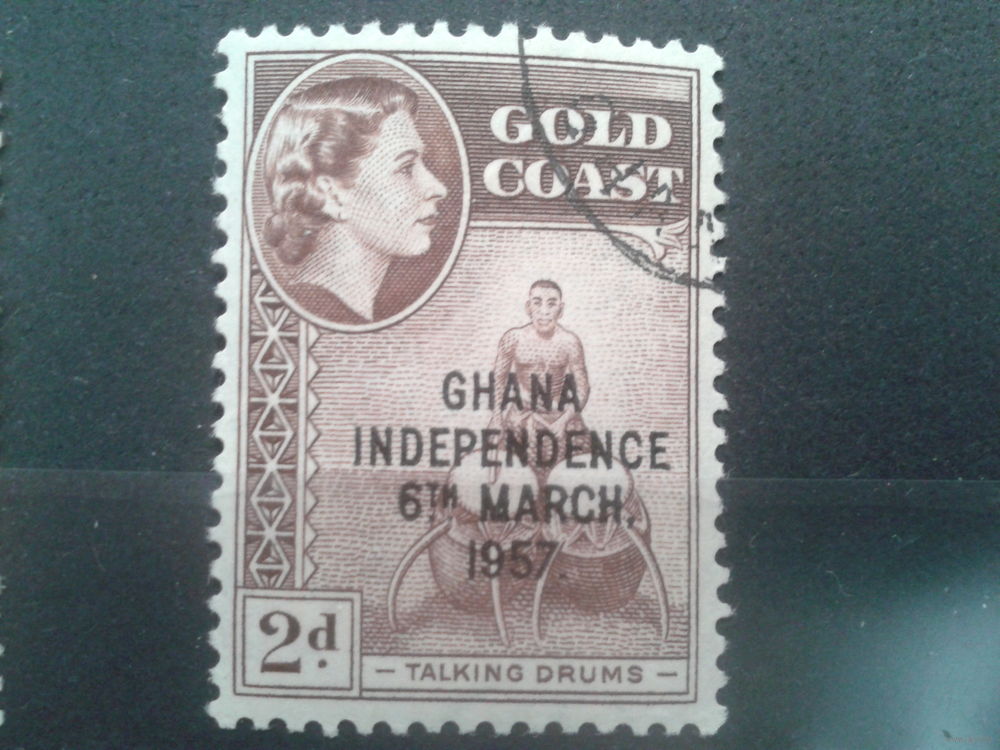 GOLD
COAST
GHANA
INDEPENDENCE
6TH MARCH,
1957.
2d.
— TALKING DRUMS —